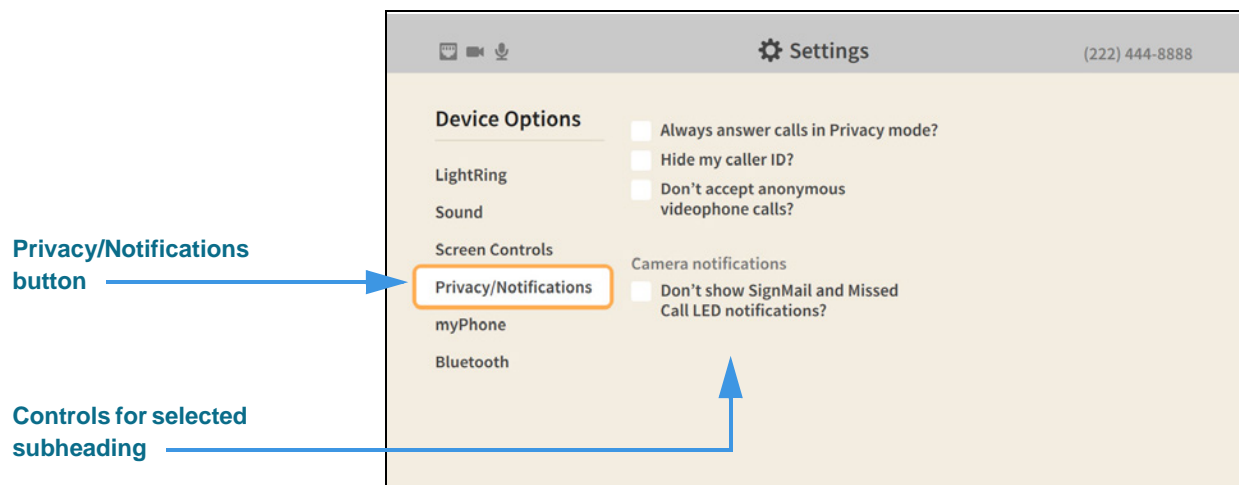 Settings
(222) 444-8888
Device Options
LightRing
Sound
Screen Controls
Privacy/Notifications
myPhone
Bluetooth
Always answer calls in Privacy mode?
Hide my caller ID?
Don’t accept anonymous
videophone calls?
Camera notifications
Don’t show SignMail and Missed
Call LED notifications?
Privacy/Notifications
button
Controls for selected
subheading